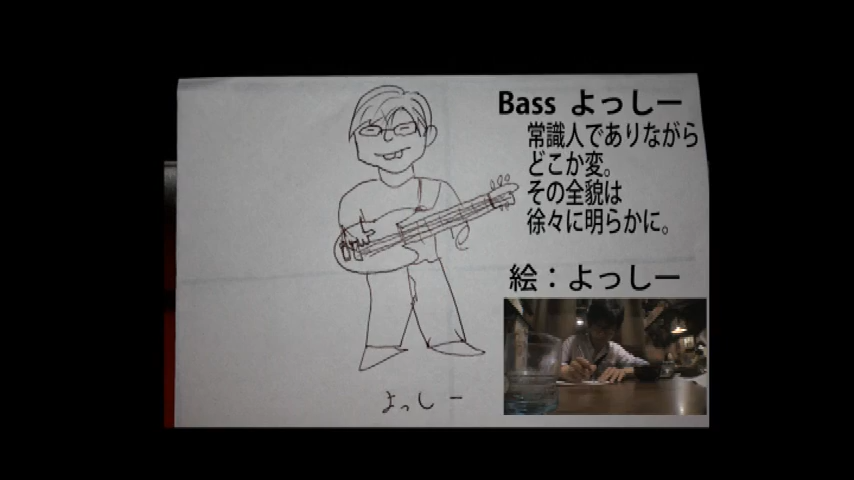 Bass よっしー
常識人でありながら
どこか変。
その全貌は
徐々に明らかに。
絵：よっしー
よっしー